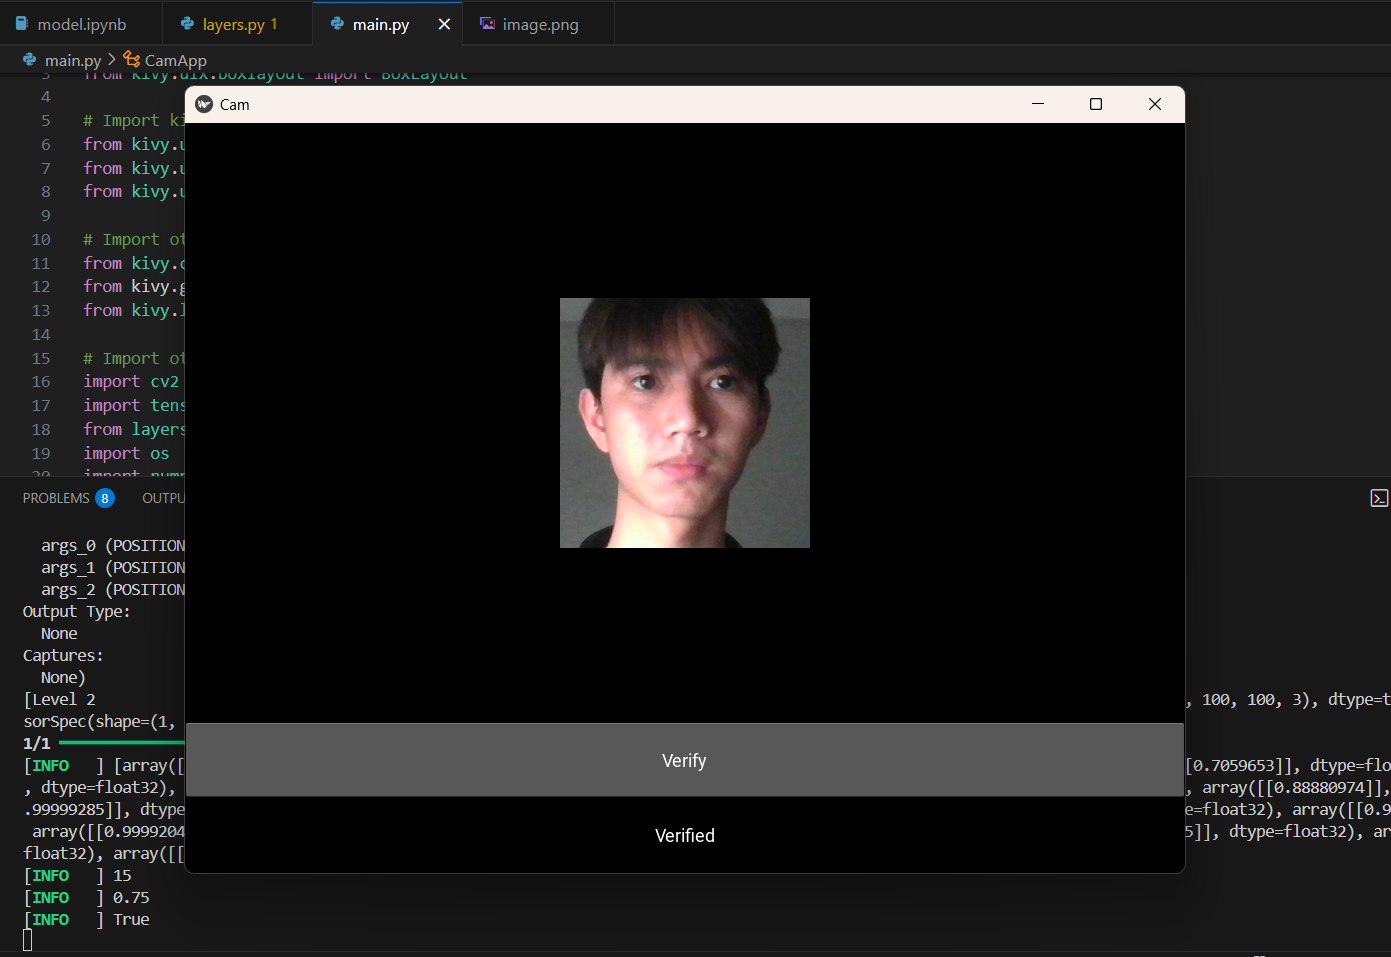 model.ipynb
layers.py 1
main.py
image.png
main.py > CamApp
3 from kivy.uix.boxlayout import BoxLayout
4
Cam
5 # Import ki
6 from kivy.u
7 from kivy.u
8 from kivy.u
9
10 # Import ot
11 from kivy.c
12 from kivy.g
13 from kivy.l
14
15 # Import ot
16 import cv2
17 import tens
18 from layers
19 import os
20 import nump
PROBLEMS 8 OUTPU
args_0 (POSITION
args_1 (POSITION
args_2 (POSITION
Output Type:
None
Captures:
None)
[Level 2 , 100, 100, 3), dtype=t
sorSpec(shape=(1,
1/1
Verify
[INFO ] [array([ [0.7059653]], dtype=flo
, dtype=float32), , array([[0.88880974]],
.99999285]], dtype e=float32), array([[0.9
array([[0.9999204 5]], dtype=float32), ar
Verified
float32), array([[
[INFO ] 15
[INFO ] 0.75
[INFO ] True